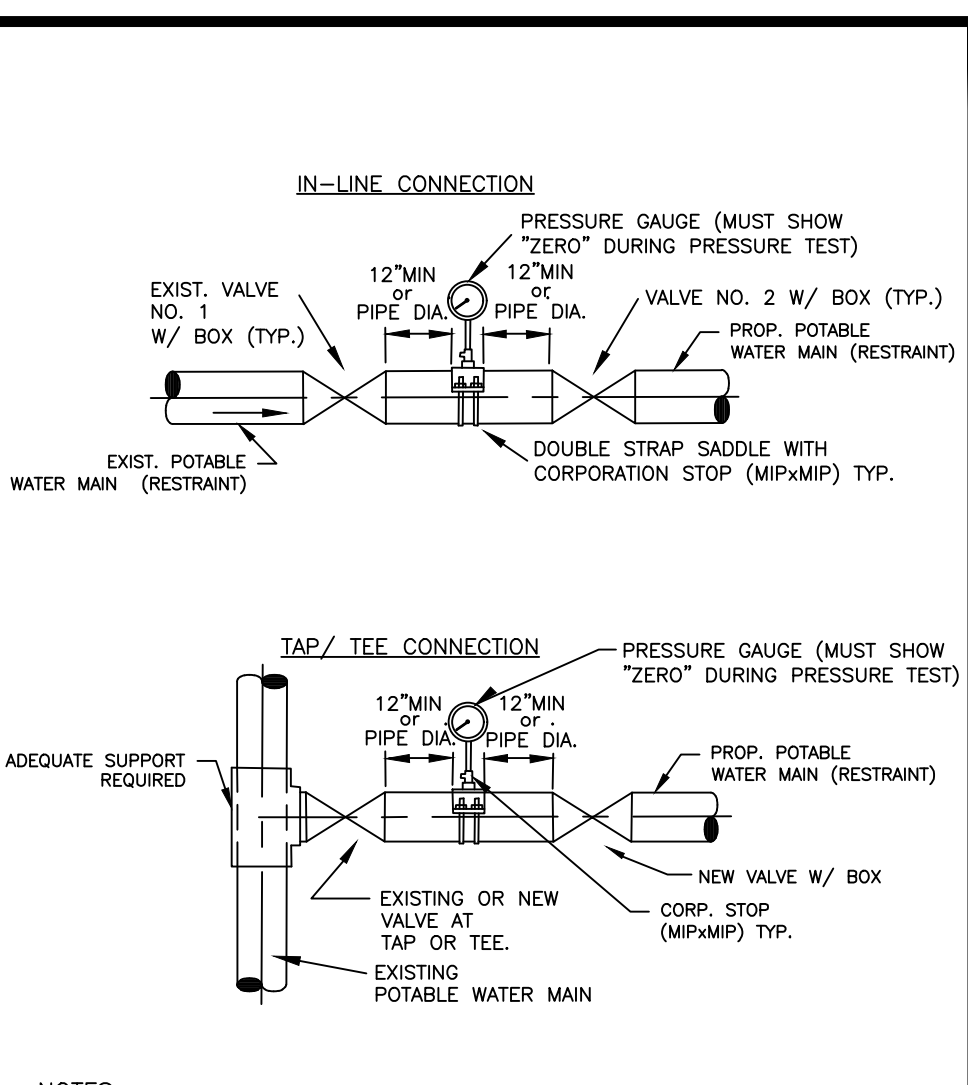 IN-LINE CONNECTION
PRESSURE GAUGE (MUST SHOW
"ZERO" DURING PRESSURE TEST)
12"MIN
or
PIPE DIA.
12"MIN
or.
PIPE DIA.
EXIST. VALVE
NO. 1
W/ BOX (TYP.)
VALVE NO. 2 W/ BOX (TYP.)
PROP. POTABLE
WATER MAIN (RESTRAINT)
EXIST. POTABLE
WATER MAIN (RESTRAINT)
DOUBLE STRAP SADDLE WITH
CORPORATION STOP (MIPxMIP) TYP.
TAP/ TEE CONNECTION
PRESSURE GAUGE (MUST SHOW
"ZERO" DURING PRESSURE TEST)
12"MIN
or .
PIPE DIA.
12"MIN
or .
PIPE DIA.
ADEQUATE SUPPORT
REQUIRED
PROP. POTABLE
WATER MAIN (RESTRAINT)
NEW VALVE W/ BOX
EXISTING OR NEW
VALVE AT
TAP OR TEE.
CORP. STOP
(MIPxMIP) TYP.
EXISTING
POTABLE WATER MAIN